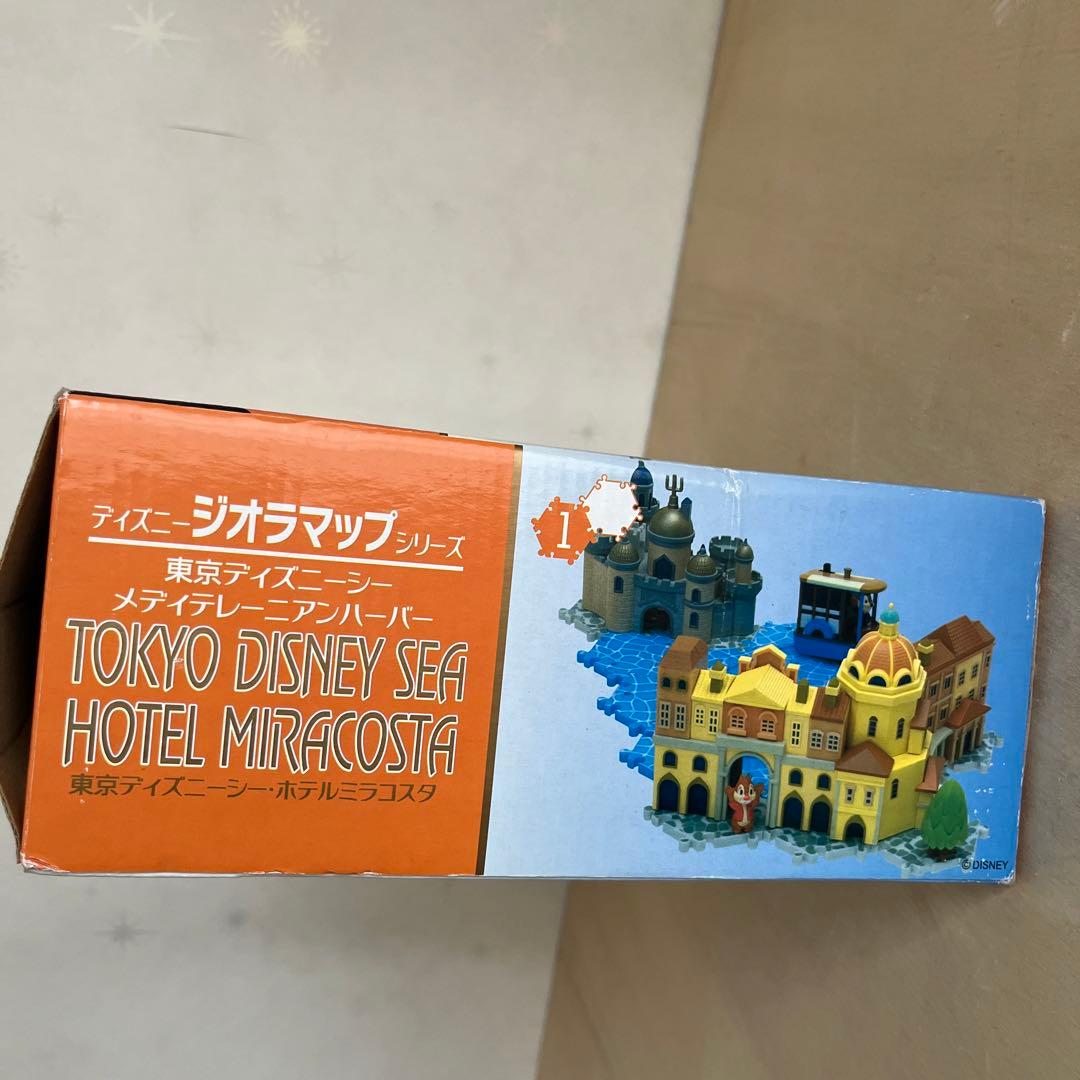 ディズニージオラマップシリーズ
東京ディズニーシー
メディテレーニアンハーバー
TOKYO DISNEY SEA
HOTEL MIRACOSTA
東京ディズニーシー・ホテルミラコスタ
1
©DISNEY